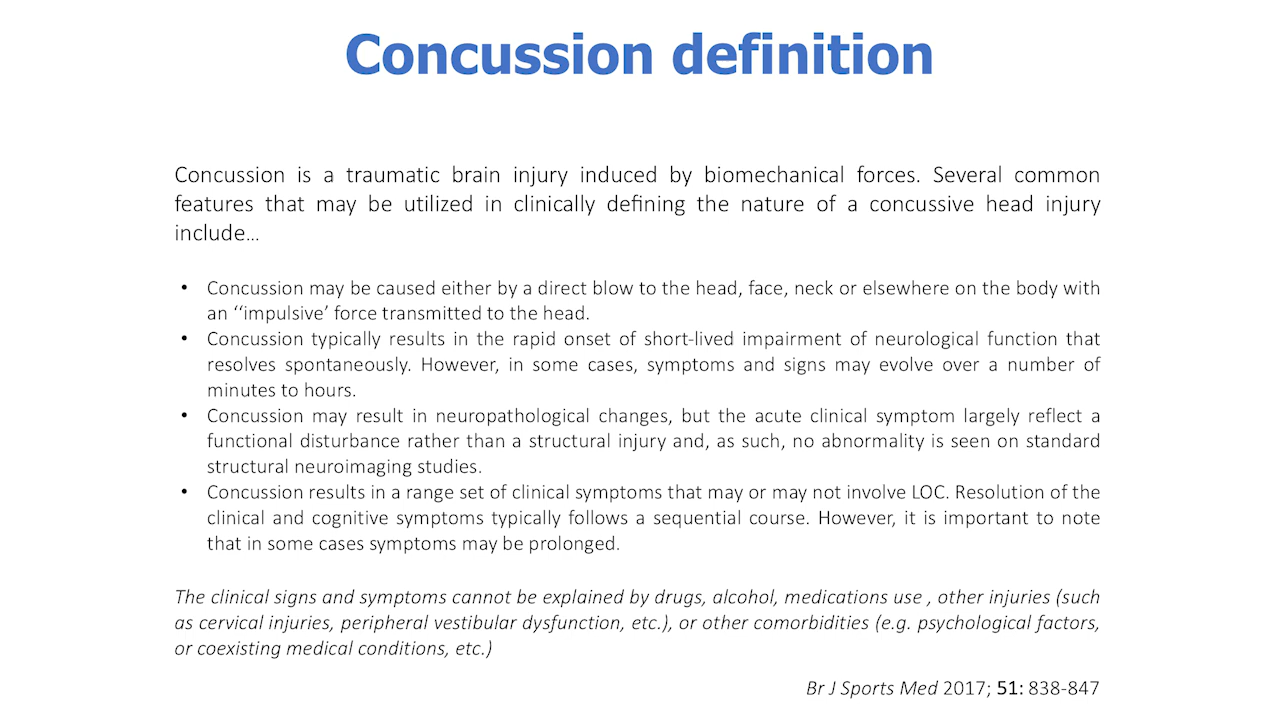 Concussion definition
Concussion is a traumatic brain injury induced by biomechanical forces. Several common
features that may be utilized in clinically defining the nature of a concussive head injury
include…
• Concussion may be caused either by a direct blow to the head, face, neck or elsewhere on the body with
an ‘‘impulsive’ force transmitted to the head.
• Concussion typically results in the rapid onset of short-lived impairment of neurological function that
resolves spontaneously. However, in some cases, symptoms and signs may evolve over a number of
minutes to hours.
• Concussion may result in neuropathological changes, but the acute clinical symptom largely reflect a
functional disturbance rather than a structural injury and, as such, no abnormality is seen on standard
structural neuroimaging studies.
• Concussion results in a range set of clinical symptoms that may or may not involve LOC. Resolution of the
clinical and cognitive symptoms typically follows a sequential course. However, it is important to note
that in some cases symptoms may be prolonged.
The clinical signs and symptoms cannot be explained by drugs, alcohol, medications use , other injuries (such
as cervical injuries, peripheral vestibular dysfunction, etc.), or other comorbidities (e.g. psychological factors,
or coexisting medical conditions, etc.)
Br J Sports Med 2017; 51: 838-847